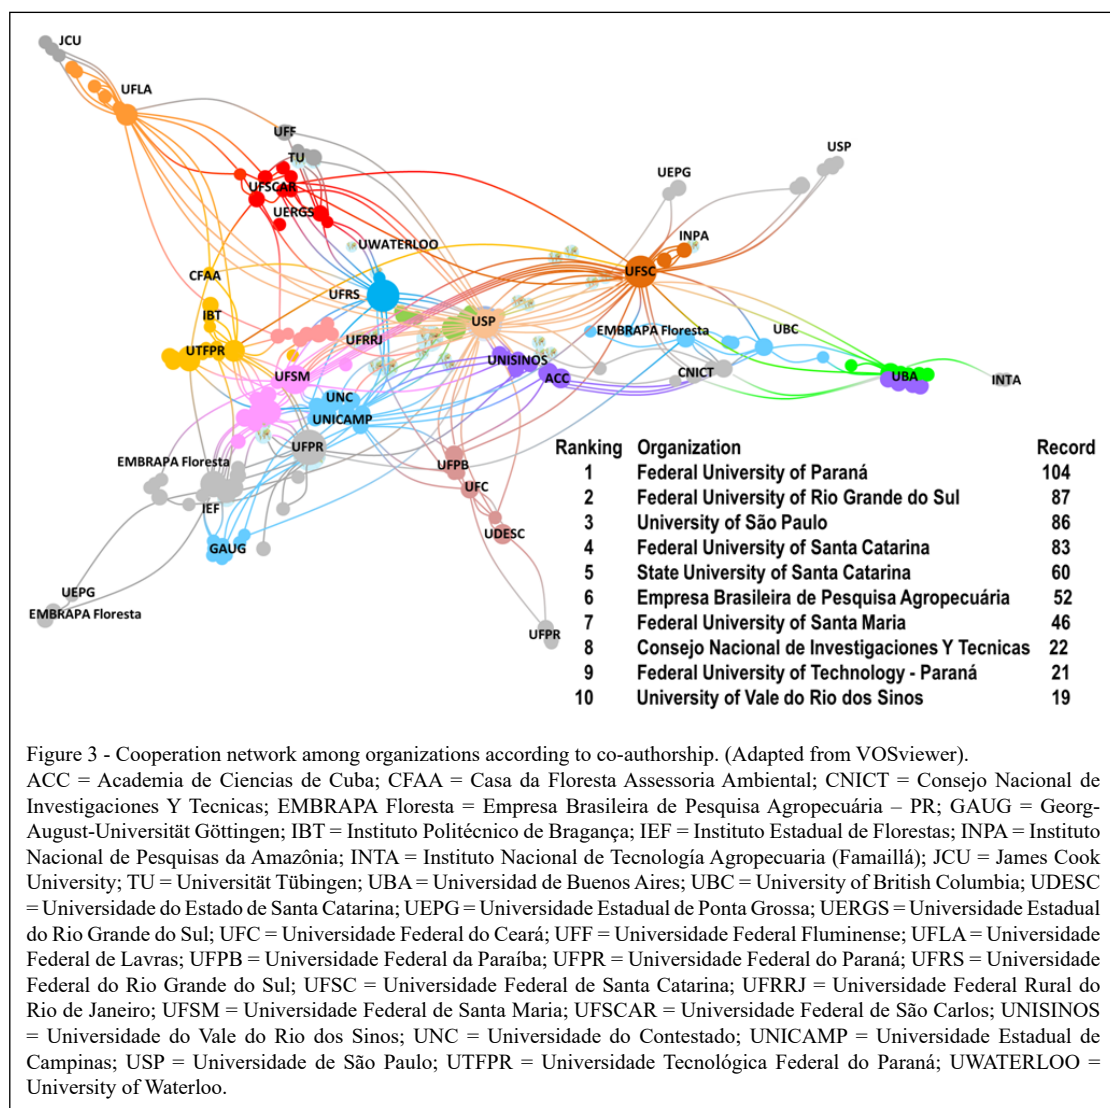 JCU
UFLA
UFF
TU
USP
UEPG
UFSCAR
UERGS
INPA
UWATERLOO
CFAA
UFSC
UFRS
IBT
USP
EMBRAPA Floresta
UBC
UFRRJ
UTFPR
UNISINOS
UFSM
ACC
CNICT
UBA
INTA
UNC
UNICAMP
UFPR
EMBRAPA Floresta
UFPB
IEF
UFC
UDESC
GAUG
UEPG
EMBRAPA Floresta
UFPR
Ranking Organization Record
1 Federal University of Paraná 104
2 Federal University of Rio Grande do Sul 87
3 University of São Paulo 86
4 Federal University of Santa Catarina 83
5 State University of Santa Catarina 60
6 Empresa Brasileira de Pesquisa Agropecuária 52
7 Federal University of Santa Maria 46
8 Consejo Nacional de Investigaciones Y Tecnicas 22
9 Federal University of Technology - Paraná 21
10 University of Vale do Rio dos Sinos 19
Figure 3 - Cooperation network among organizations according to co-authorship. (Adapted from VOSviewer).
ACC = Academia de Ciencias de Cuba; CFAA = Casa da Floresta Assessoria Ambiental; CNICT = Consejo Nacional de
Investigaciones Y Tecnicas; EMBRAPA Floresta = Empresa Brasileira de Pesquisa Agropecuária – PR; GAUG = Georg-
August-Universität Göttingen; IBT = Instituto Politécnico de Bragança; IEF = Instituto Estadual de Florestas; INPA = Instituto
Nacional de Pesquisas da Amazônia; INTA = Instituto Nacional de Tecnología Agropecuaria (Famaillá); JCU = James Cook
University; TU = Universität Tübingen; UBA = Universidad de Buenos Aires; UBC = University of British Columbia; UDESC
= Universidade do Estado de Santa Catarina; UEPG = Universidade Estadual de Ponta Grossa; UERGS = Universidade Estadual
do Rio Grande do Sul; UFC = Universidade Federal do Ceará; UFF = Universidade Federal Fluminense; UFLA = Universidade
Federal de Lavras; UFPB = Universidade Federal da Paraíba; UFPR = Universidade Federal do Paraná; UFRS = Universidade
Federal do Rio Grande do Sul; UFSC = Universidade Federal de Santa Catarina; UFRRJ = Universidade Federal Rural do
Rio de Janeiro; UFSM = Universidade Federal de Santa Maria; UFSCAR = Universidade Federal de São Carlos; UNISINOS
= Universidade do Vale do Rio dos Sinos; UNC = Universidade do Contestado; UNICAMP = Universidade Estadual de
Campinas; USP = Universidade de São Paulo; UTFPR = Universidade Tecnológica Federal do Paraná; UWATERLOO =
University of Waterloo.